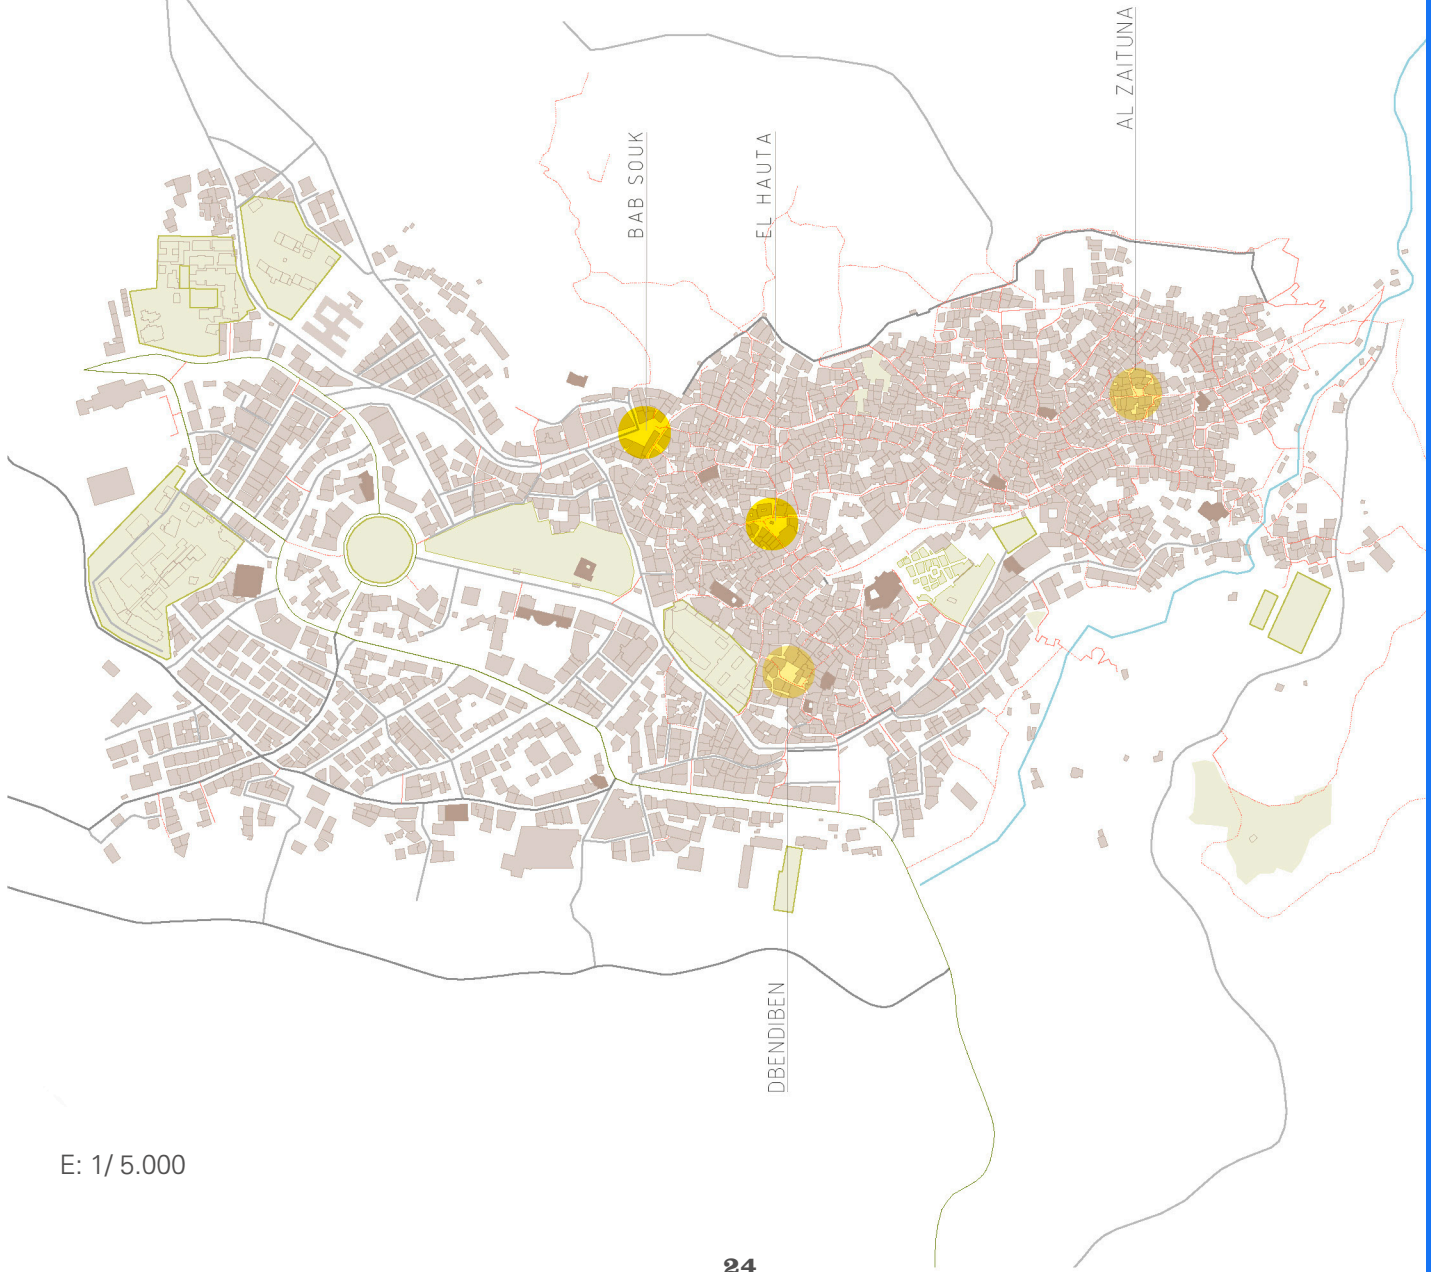 AL ZAITUNA
BAB SOUK
EL HAUTA
DBENDIBEN
E: 1/ 5.000
24